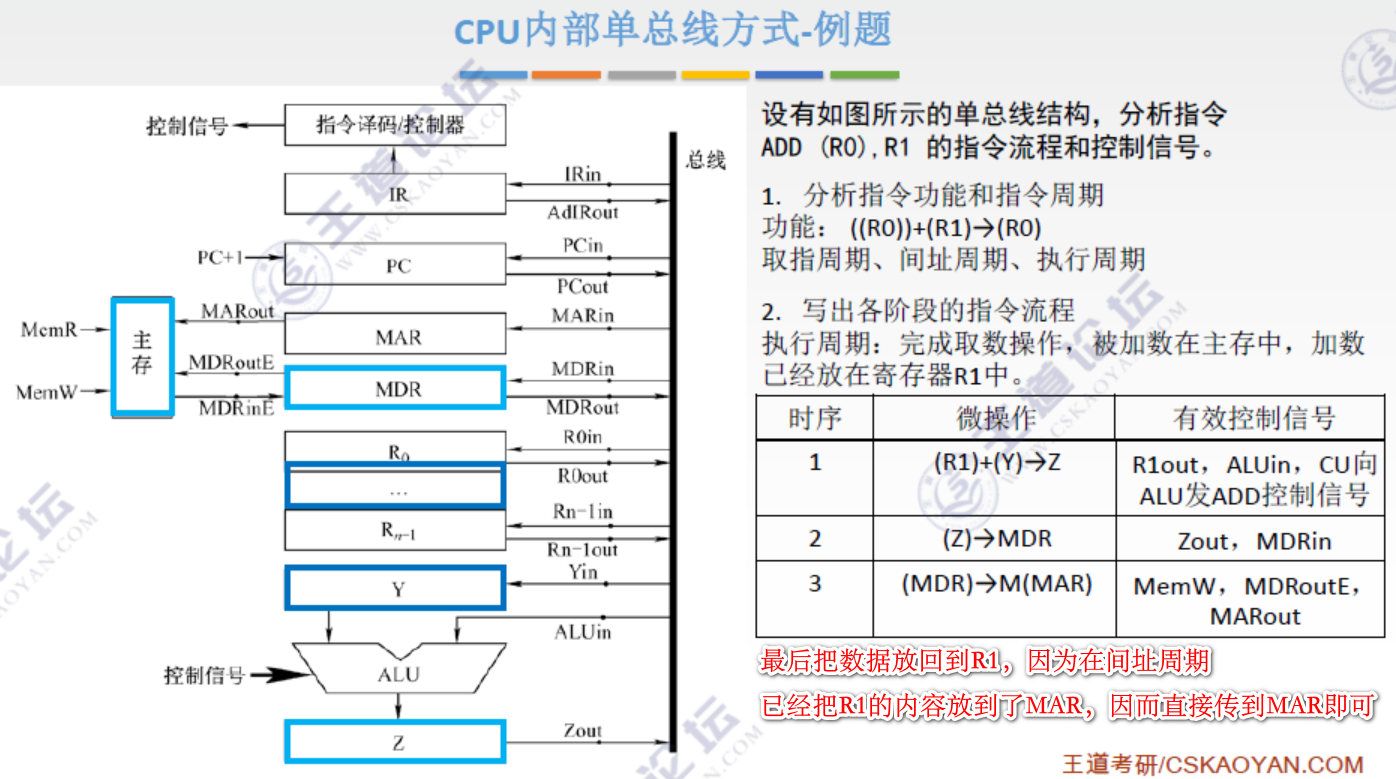 CPU内部单总线方式-例题
控制信号
指令译码/控制器
IR
IRin
AdIRout
总线
PC+1
PC
PCin
PCout
MARout
MAR
MARin
MemR
主存
MDRoutE
MDR
MDRin
MemW
MDRinE
MDRout
R0
R0in
R0out
...
Rn-1
Rn-1in
Rn-1out
Y
Yin
ALUin
控制信号
ALU
Z
Zout
设有如图所示的单总线结构，分析指令
ADD (R0),R1 的指令流程和控制信号。
1. 分析指令功能和指令周期
功能： ((R0))+(R1)→(R0)
取指周期、间址周期、执行周期
2. 写出各阶段的指令流程
执行周期：完成取数操作，被加数在主存中，加数
已经放在寄存器R1中。
时序 微操作 有效控制信号
1 (R1)+(Y)→Z R1out，ALUin，CU向
ALU发ADD控制信号
2 (Z)→MDR Zout，MDRin
3 (MDR)→M(MAR) MemW，MDRoutE，
MARout
最后把数据放回到R1，因为在间址周期
已经把R1的内容放到了MAR，因而直接传到MAR即可
王道考研/CSKAOYAN.COM
王道论坛
WWW.CSKAOYAN.COM